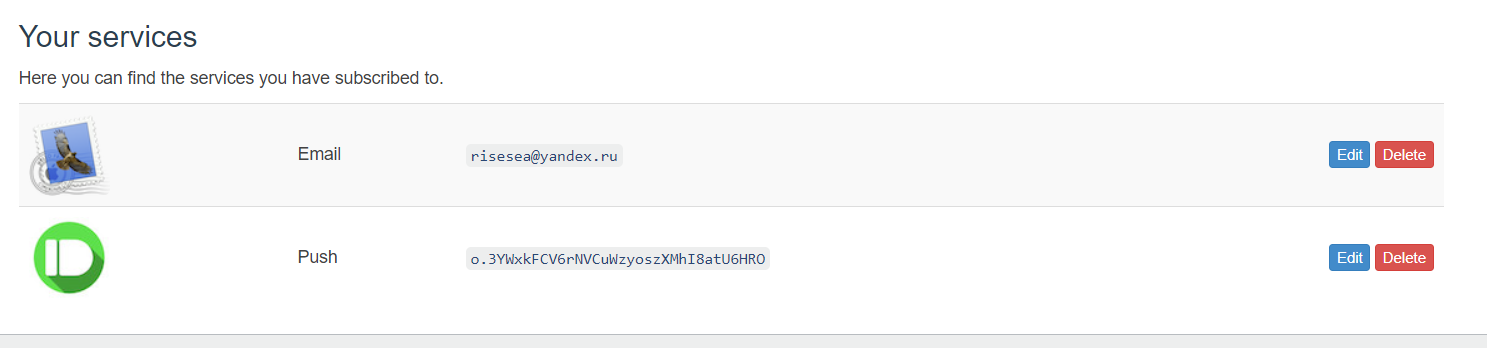 Your services
Here you can find the services you have subscribed to.
Email risesea@yandex.ru Edit Delete
Push o.3YWxkFCV6rNVCuWzyoszXMhI8atU6HRO Edit Delete